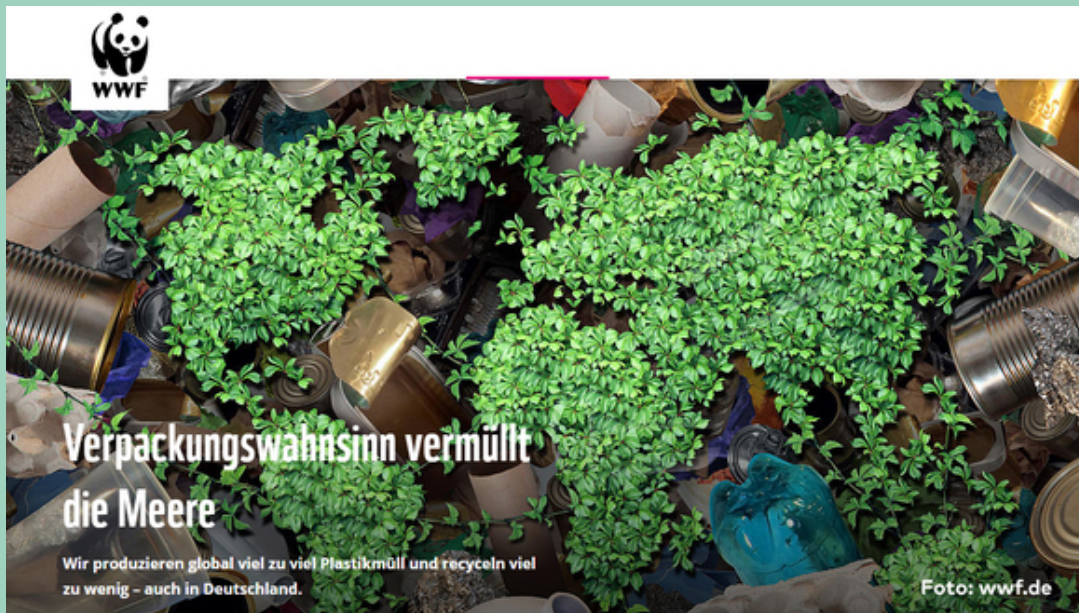 WWF
Verpackungswahnsinn vermüllt
die Meere
Wir produzieren global viel zu viel Plastikmüll und recyceln viel
zu wenig – auch in Deutschland.
Foto: wwf.de